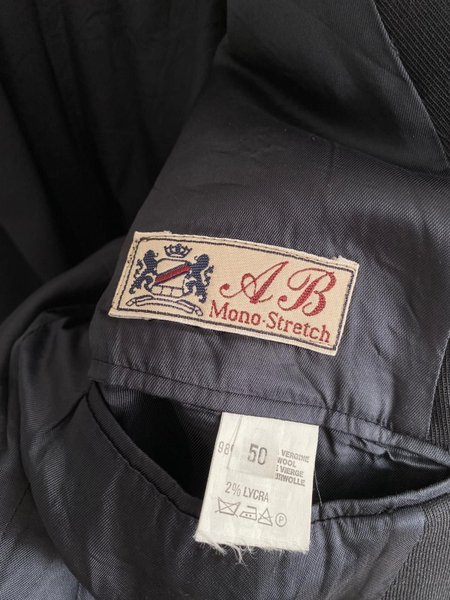 AB
Mono-Stretch
98
50
VERGINE
WOOL
VIERGE
2% LYCRA
P